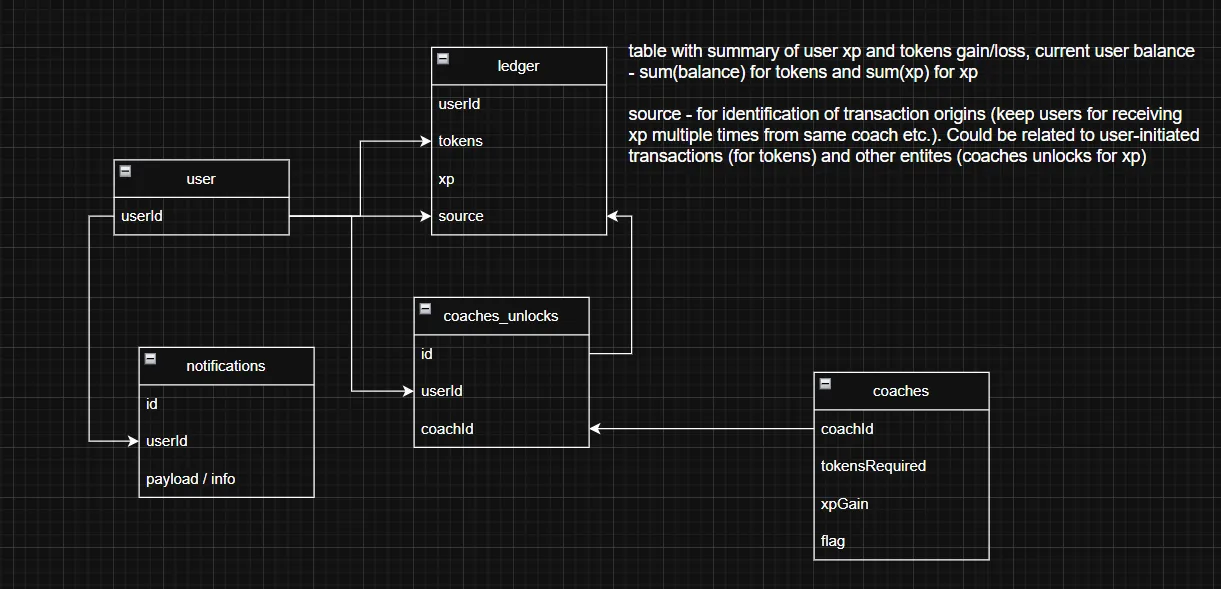 table with summary of user xp and tokens gain/loss, current user balance
- sum(balance) for tokens and sum(xp) for xp
source - for identification of transaction origins (keep users for receiving
xp multiple times from same coach etc.). Could be related to user-initiated
transactions (for tokens) and other entites (coaches unlocks for xp)
ledger
userId
tokens
xp
source
user
userId
coaches_unlocks
id
userId
coachId
notifications
id
userId
payload / info
coaches
coachId
tokensRequired
xpGain
flag